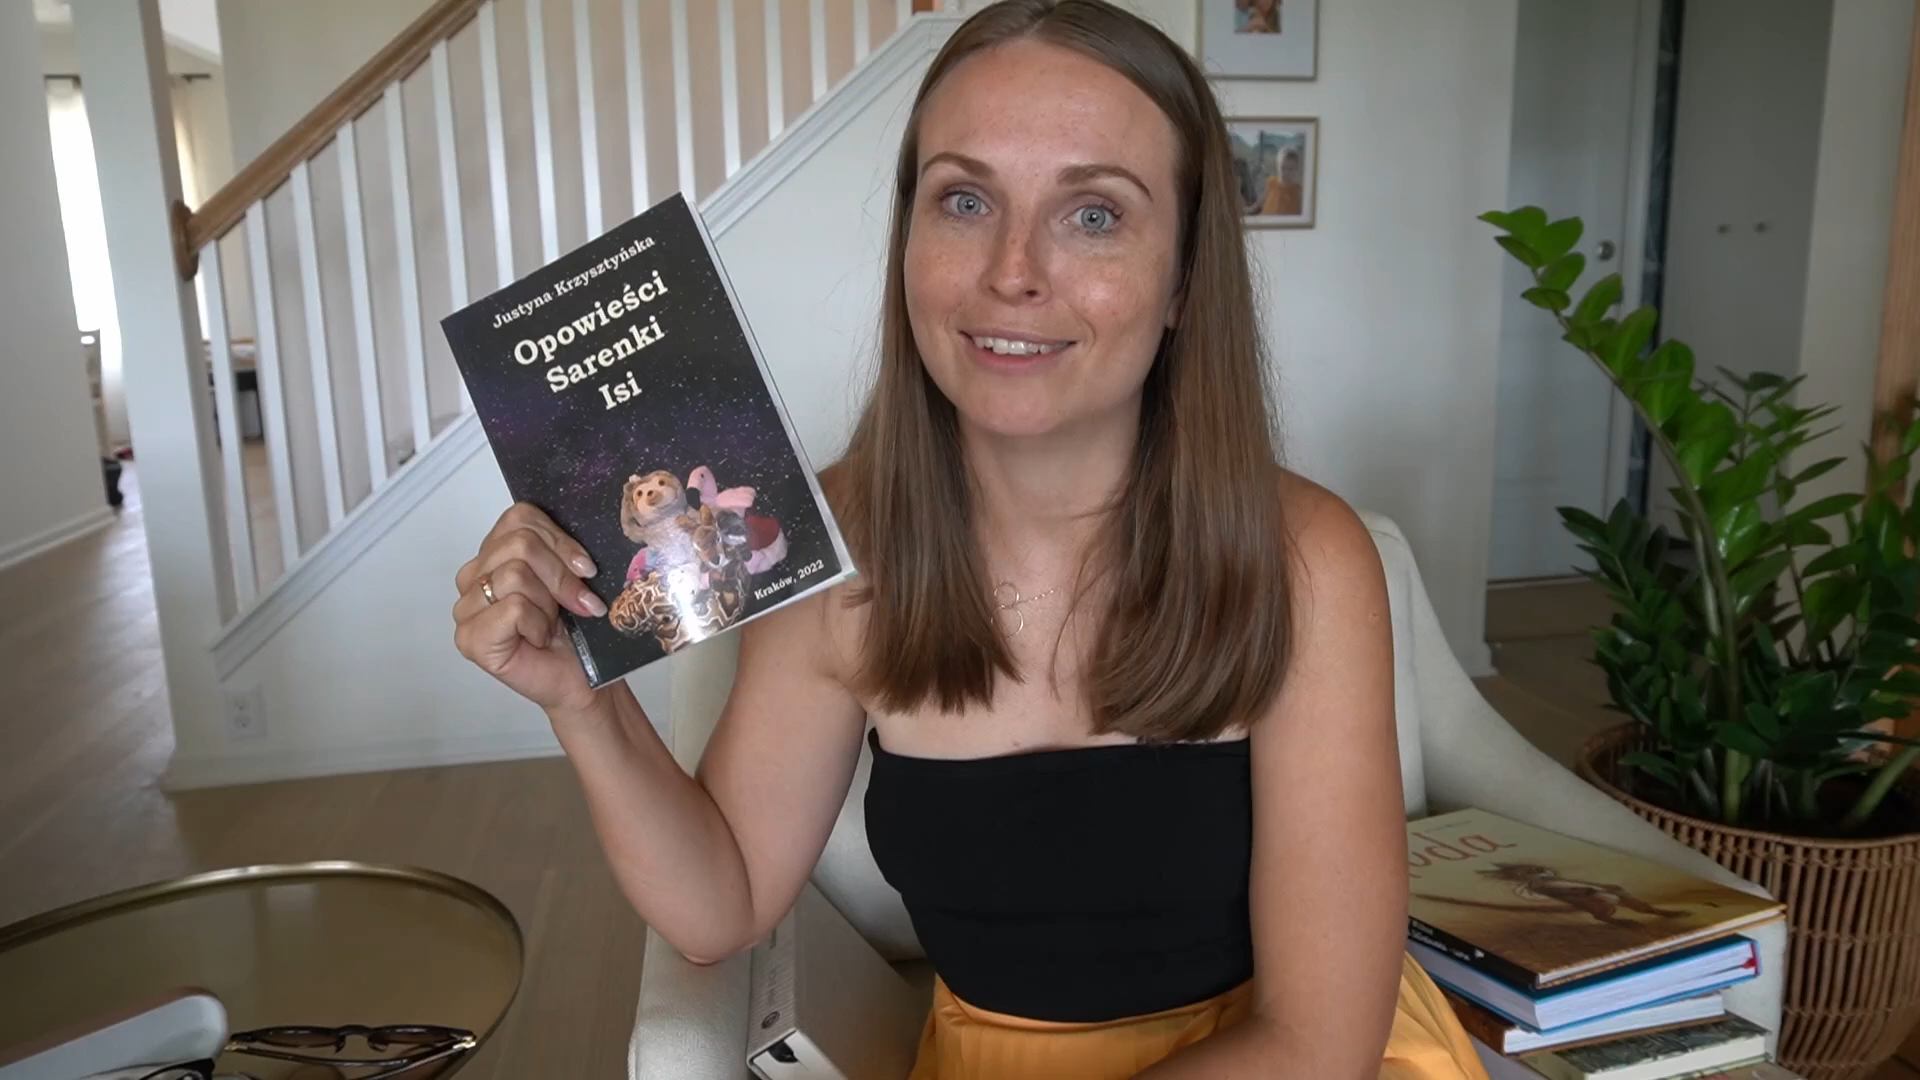 Justyna Krzysztyńska
Opowieści
Sarenki
Isi
Kraków, 2022